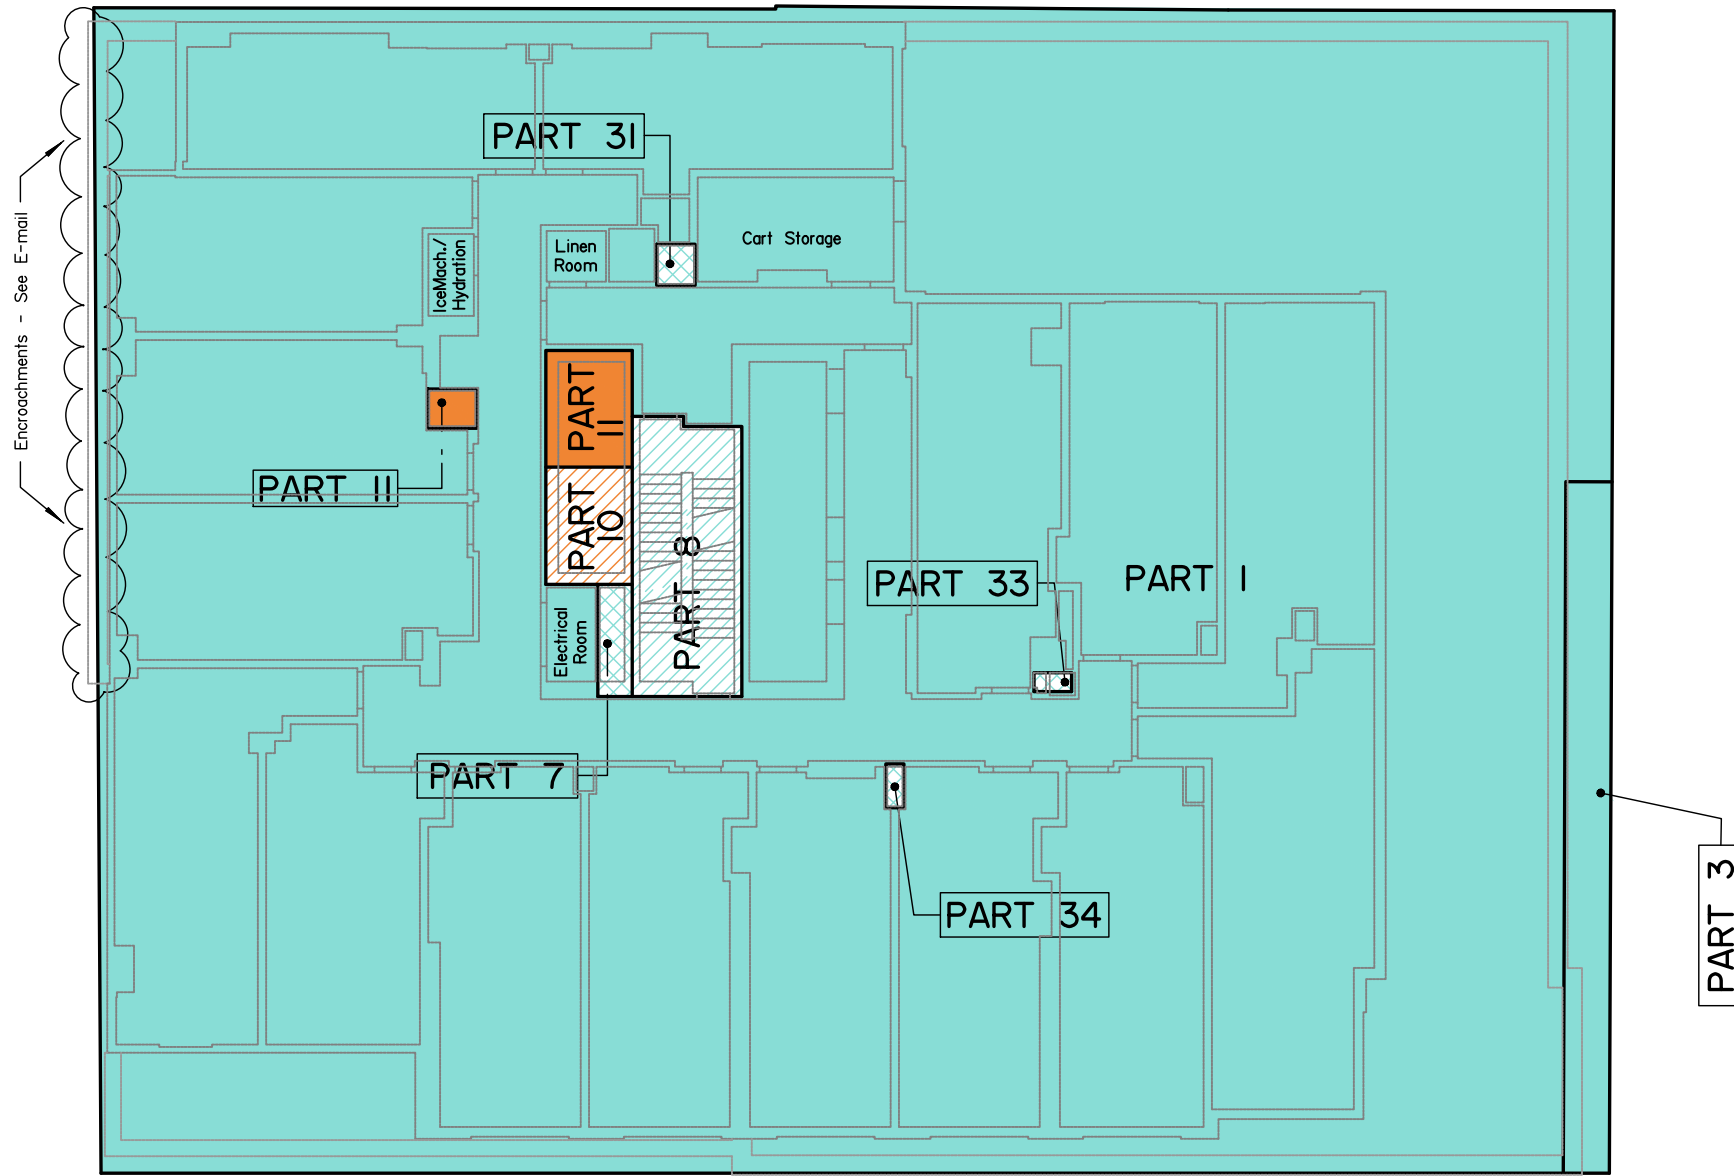 PART 31
Encroachments - See E-mail
IceMach./
Hydration
Linen
Room
Cart Storage
PART
11
PART 11
PART
10
PART 8
PART 33
PART 1
Electrical
Room
PART 7
PART 34
PART 3